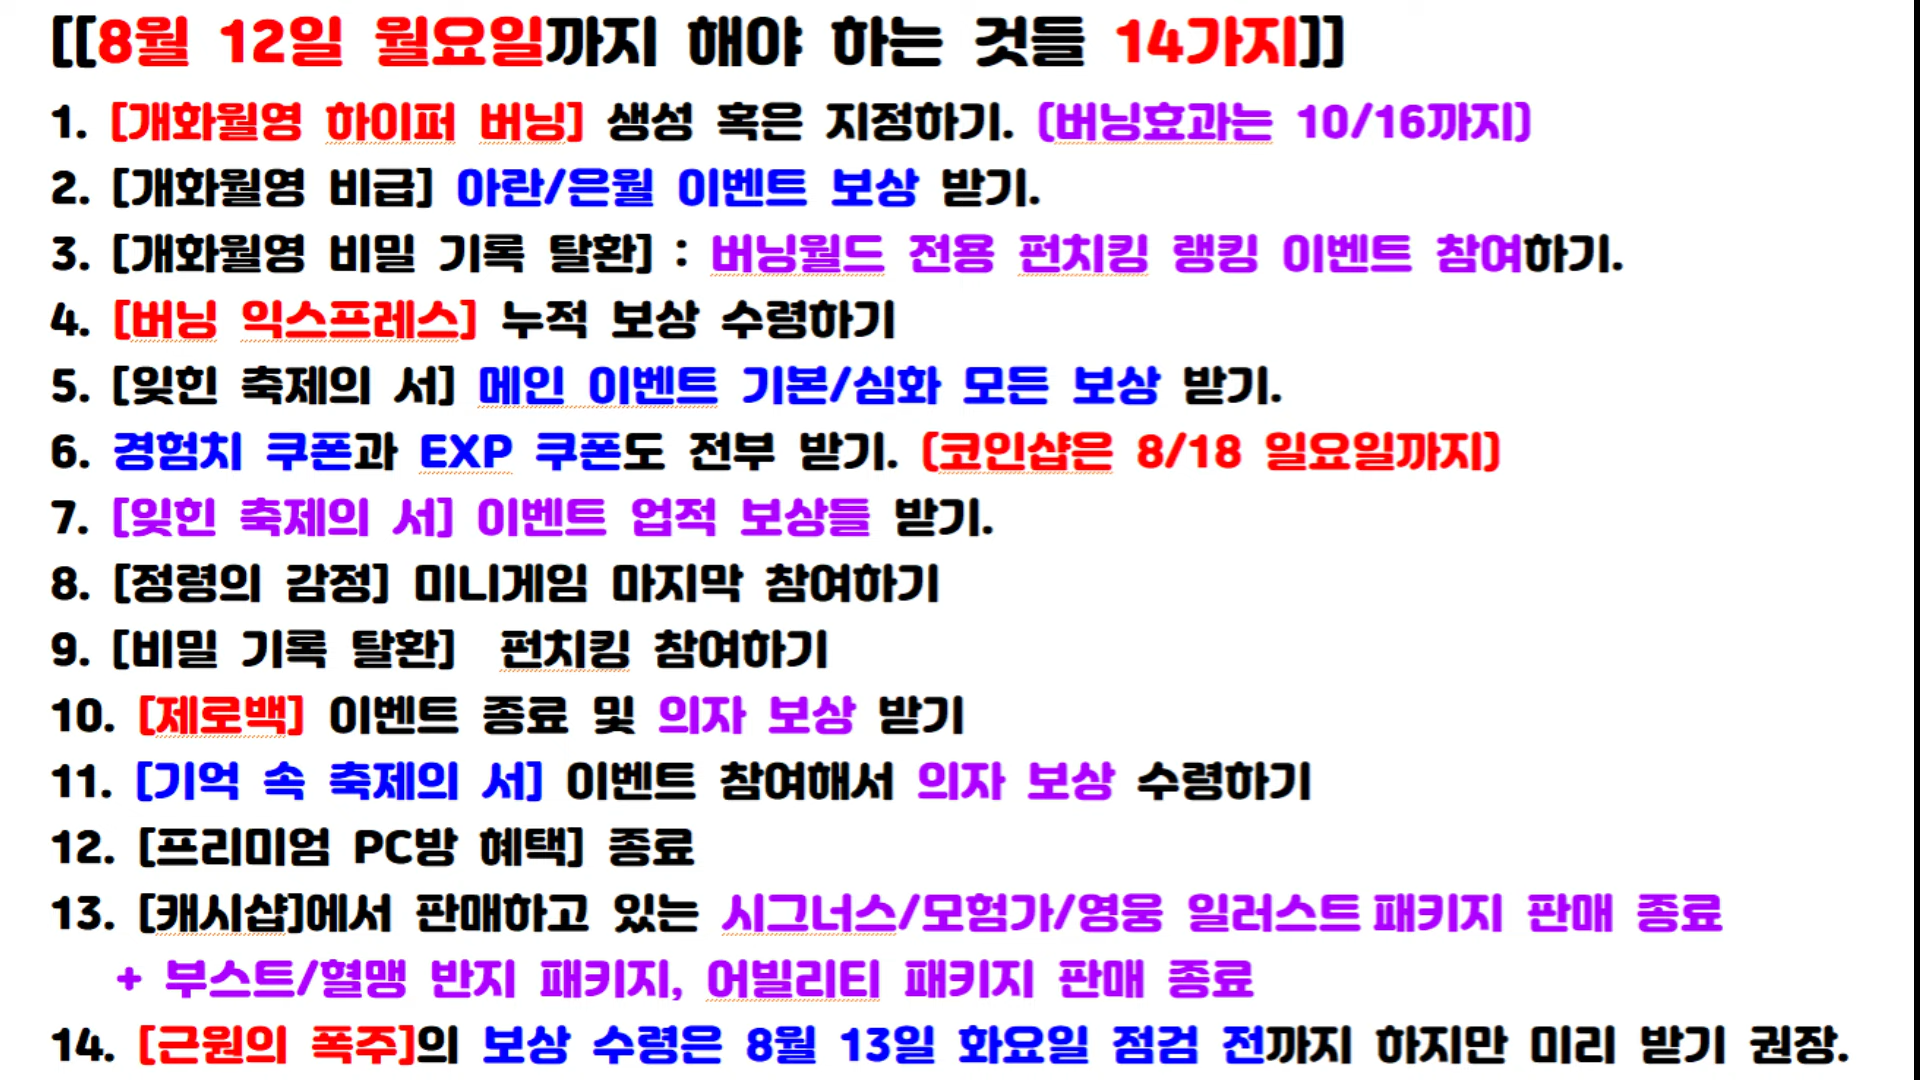 [[8월 12일 월요일까지 해야 하는 것들 14가지]]
1. [개화월영 하이퍼 버닝] 생성 혹은 지정하기. (버닝효과는 10/16까지)
2. [개화월영 비급] 아란/은월 이벤트 보상 받기.
3. [개화월영 비밀 기록 탈환] : 버닝월드 전용 펀치킹 랭킹 이벤트 참여하기.
4. [버닝 익스프레스] 누적 보상 수령하기
5. [잊힌 축제의 서] 메인 이벤트 기본/심화 모든 보상 받기.
6. 경험치 쿠폰과 EXP 쿠폰도 전부 받기. (코인샵은 8/18 일요일까지)
7. [잊힌 축제의 서] 이벤트 업적 보상들 받기.
8. [정령의 감정] 미니게임 마지막 참여하기
9. [비밀 기록 탈환] 펀치킹 참여하기
10. [제로백] 이벤트 종료 및 의자 보상 받기
11. [기억 속 축제의 서] 이벤트 참여해서 의자 보상 수령하기
12. [프리미엄 PC방 혜택] 종료
13. [캐시샵]에서 판매하고 있는 시그너스/모험가/영웅 일러스트 패키지 판매 종료
+ 부스트/혈맹 반지 패키지, 어빌리티 패키지 판매 종료
14. [근원의 폭주]의 보상 수령은 8월 13일 화요일 점검 전까지 하지만 미리 받기 권장.